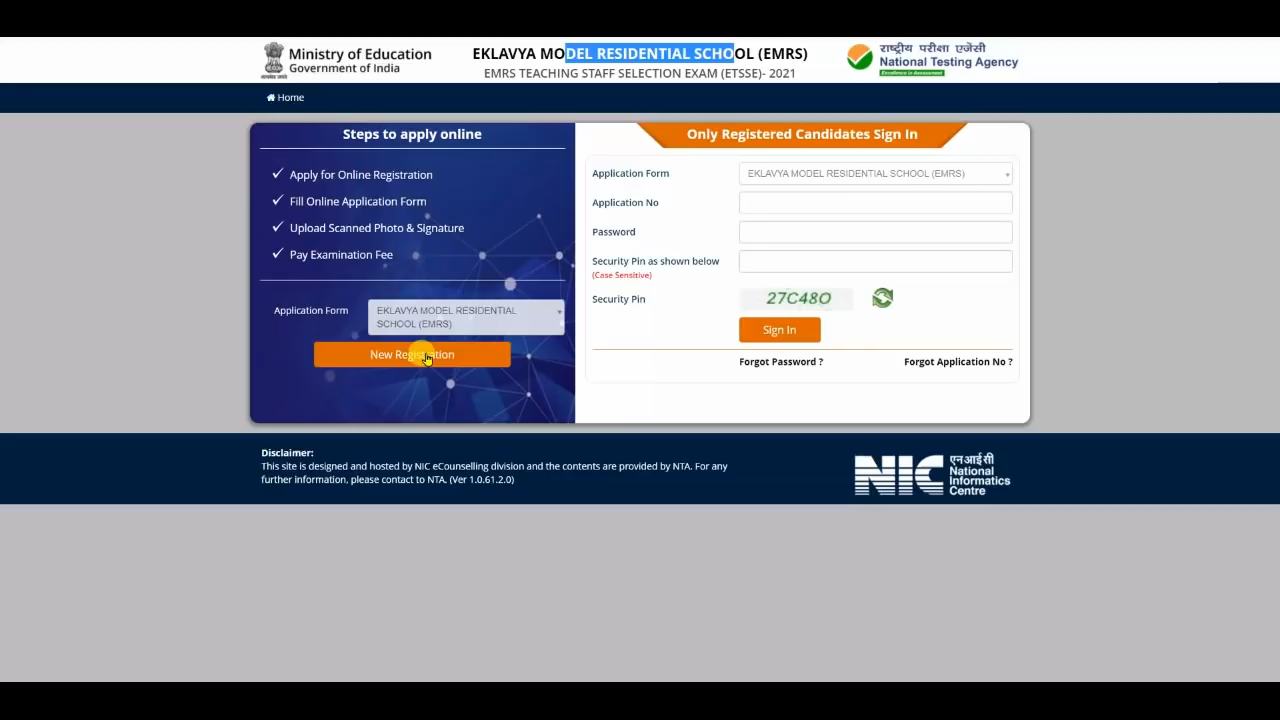 Ministry of Education
Government of India
EKLAVYA MODEL RESIDENTIAL SCHOOL (EMRS)
EMRS TEACHING STAFF SELECTION EXAM (ETSSE)- 2021
राष्ट्रीय परीक्षा एजेंसी
National Testing Agency
Excellence in Assessment
Home
Steps to apply online
Apply for Online Registration
Fill Online Application Form
Upload Scanned Photo & Signature
Pay Examination Fee
Application Form
EKLAVYA MODEL RESIDENTIAL
SCHOOL (EMRS)
New Registration
Only Registered Candidates Sign In
Application Form
EKLAVYA MODEL RESIDENTIAL SCHOOL (EMRS)
Application No
Password
Security Pin as shown below
(Case Sensitive)
Security Pin
27C48O
Sign In
Forgot Password ?
Forgot Application No ?
Disclaimer:
This site is designed and hosted by NIC eCounselling division and the contents are provided by NTA. For any
further information, please contact to NTA. (Ver 1.0.61.2.0)
NIC
एनआईसी
National
Informatics
Centre